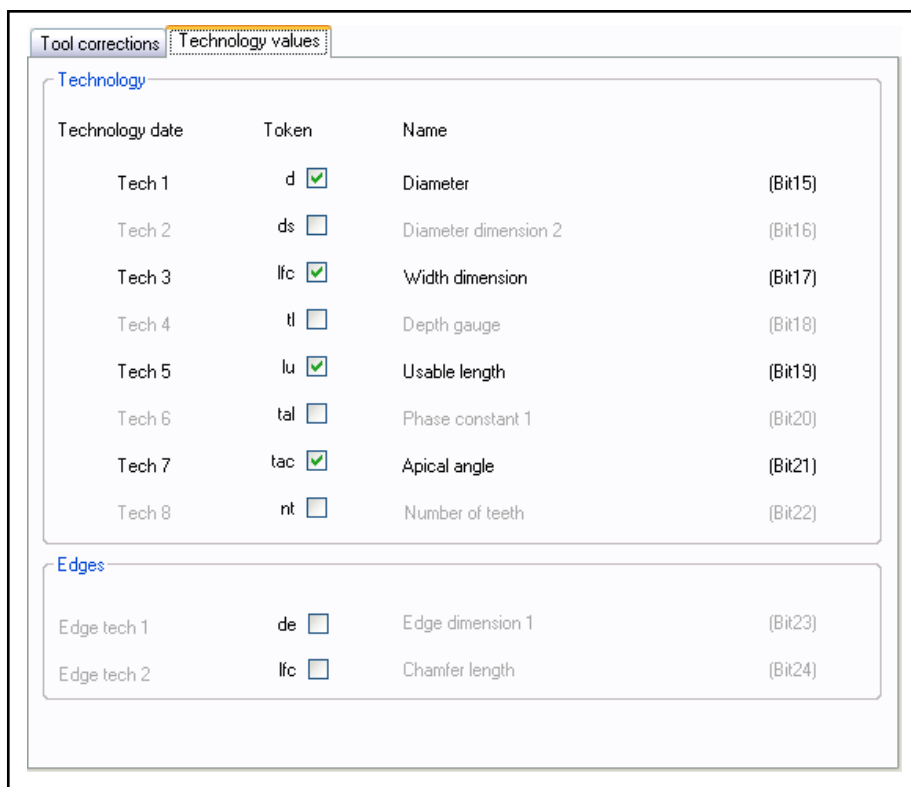 Tool corrections Technology values
Technology
Technology date Token Name
Tech 1 d Diameter (Bit15)
Tech 2 ds Diameter dimension 2 (Bit16)
Tech 3 lfc Width dimension (Bit17)
Tech 4 tl Depth gauge (Bit18)
Tech 5 lu Usable length (Bit19)
Tech 6 tal Phase constant 1 (Bit20)
Tech 7 tac Apical angle (Bit21)
Tech 8 nt Number of teeth (Bit22)
Edges
Edge tech 1 de Edge dimension 1 (Bit23)
Edge tech 2 lfc Chamfer length (Bit24)